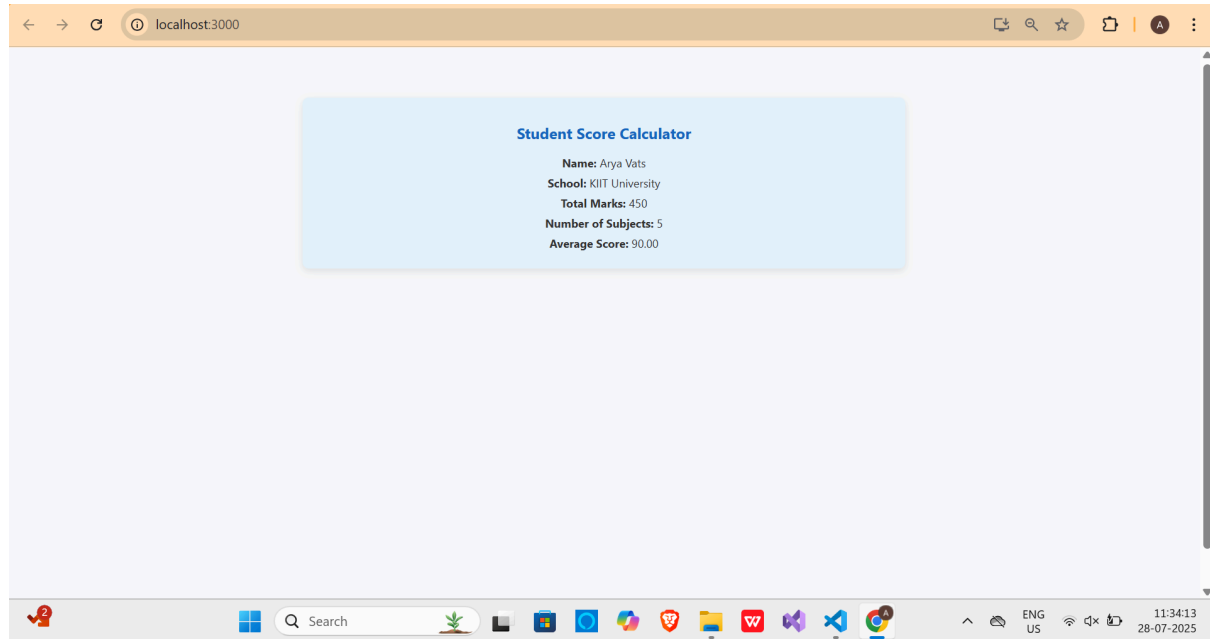 localhost:3000
A
Student Score Calculator
Name: Arya Vats
School: KIIT University
Total Marks: 450
Number of Subjects: 5
Average Score: 90.00
2
Search
W
A
ENG
US
11:34:13
28-07-2025